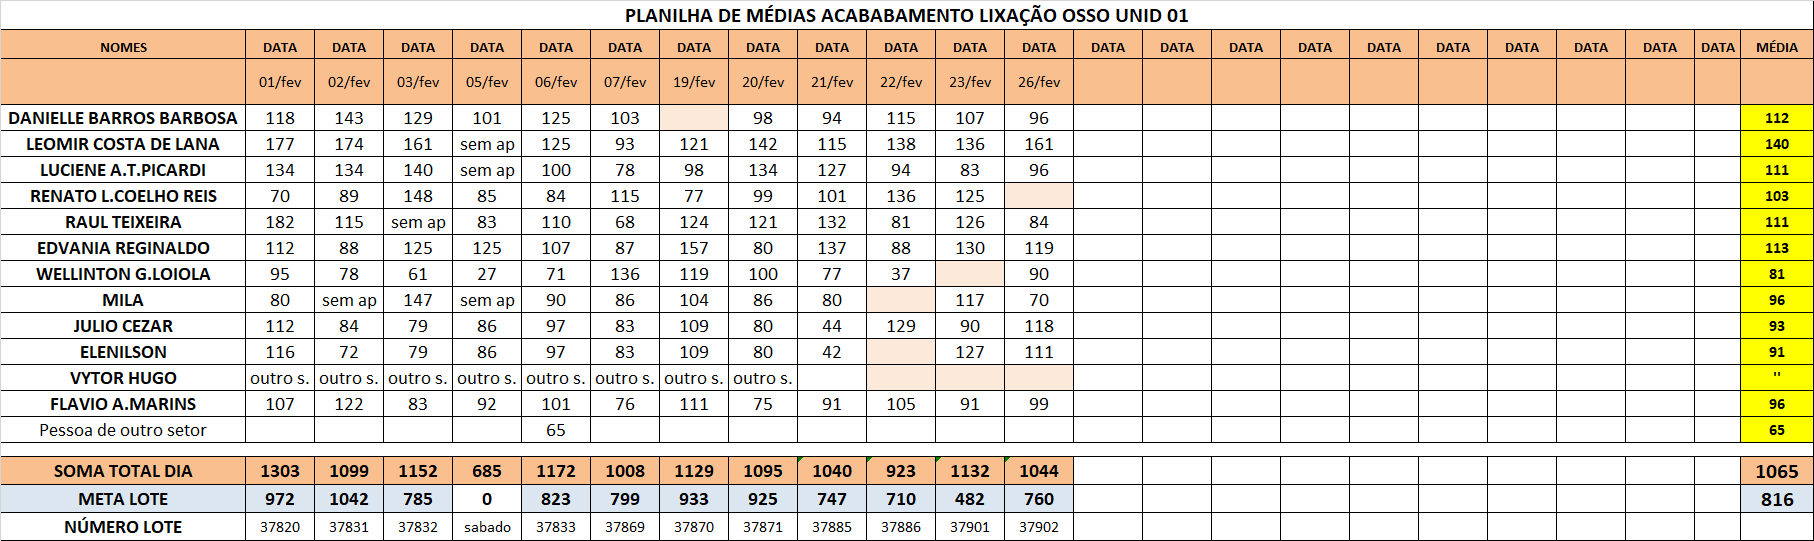 PLANILHA DE MÉDIAS ACABABAMENTO LIXAÇÃO OSSO UNID 01
NOMES DATA DATA DATA DATA DATA DATA DATA DATA DATA DATA DATA DATA DATA DATA DATA DATA DATA DATA DATA DATA DATA DATA MÉDIA
01/fev 02/fev 03/fev 05/fev 06/fev 07/fev 19/fev 20/fev 21/fev 22/fev 23/fev 26/fev
DANIELLE BARROS BARBOSA 118 143 129 101 125 103 98 94 115 107 96 112
LEOMIR COSTA DE LANA 177 174 161 sem ap 125 93 121 142 115 138 136 161 140
LUCIENE A.T.PICARDI 134 134 140 sem ap 100 78 98 134 127 94 83 96 111
RENATO L.COELHO REIS 70 89 148 85 84 115 77 99 101 136 125 103
RAUL TEIXEIRA 182 115 sem ap 83 110 68 124 121 132 81 126 84 111
EDVANIA REGINALDO 112 88 125 125 107 87 157 80 137 88 130 119 113
WELLINTON G.LOIOLA 95 78 61 27 71 136 119 100 77 37 90 81
MILA 80 sem ap 147 sem ap 90 86 104 86 80 117 70 96
JULIO CEZAR 112 84 79 86 97 83 109 80 44 129 90 118 93
ELENILSON 116 72 79 86 97 83 109 80 42 127 111 91
VYTOR HUGO outro s. outro s. outro s. outro s. outro s. outro s. outro s. outro s. "
FLAVIO A.MARINS 107 122 83 92 101 76 111 75 91 105 91 99 96
Pessoa de outro setor 65 65
SOMA TOTAL DIA 1303 1099 1152 685 1172 1008 1129 1095 1040 923 1132 1044 1065
META LOTE 972 1042 785 0 823 799 933 925 747 710 482 760 816
NÚMERO LOTE 37820 37831 37832 sabado 37833 37869 37870 37871 37885 37886 37901 37902